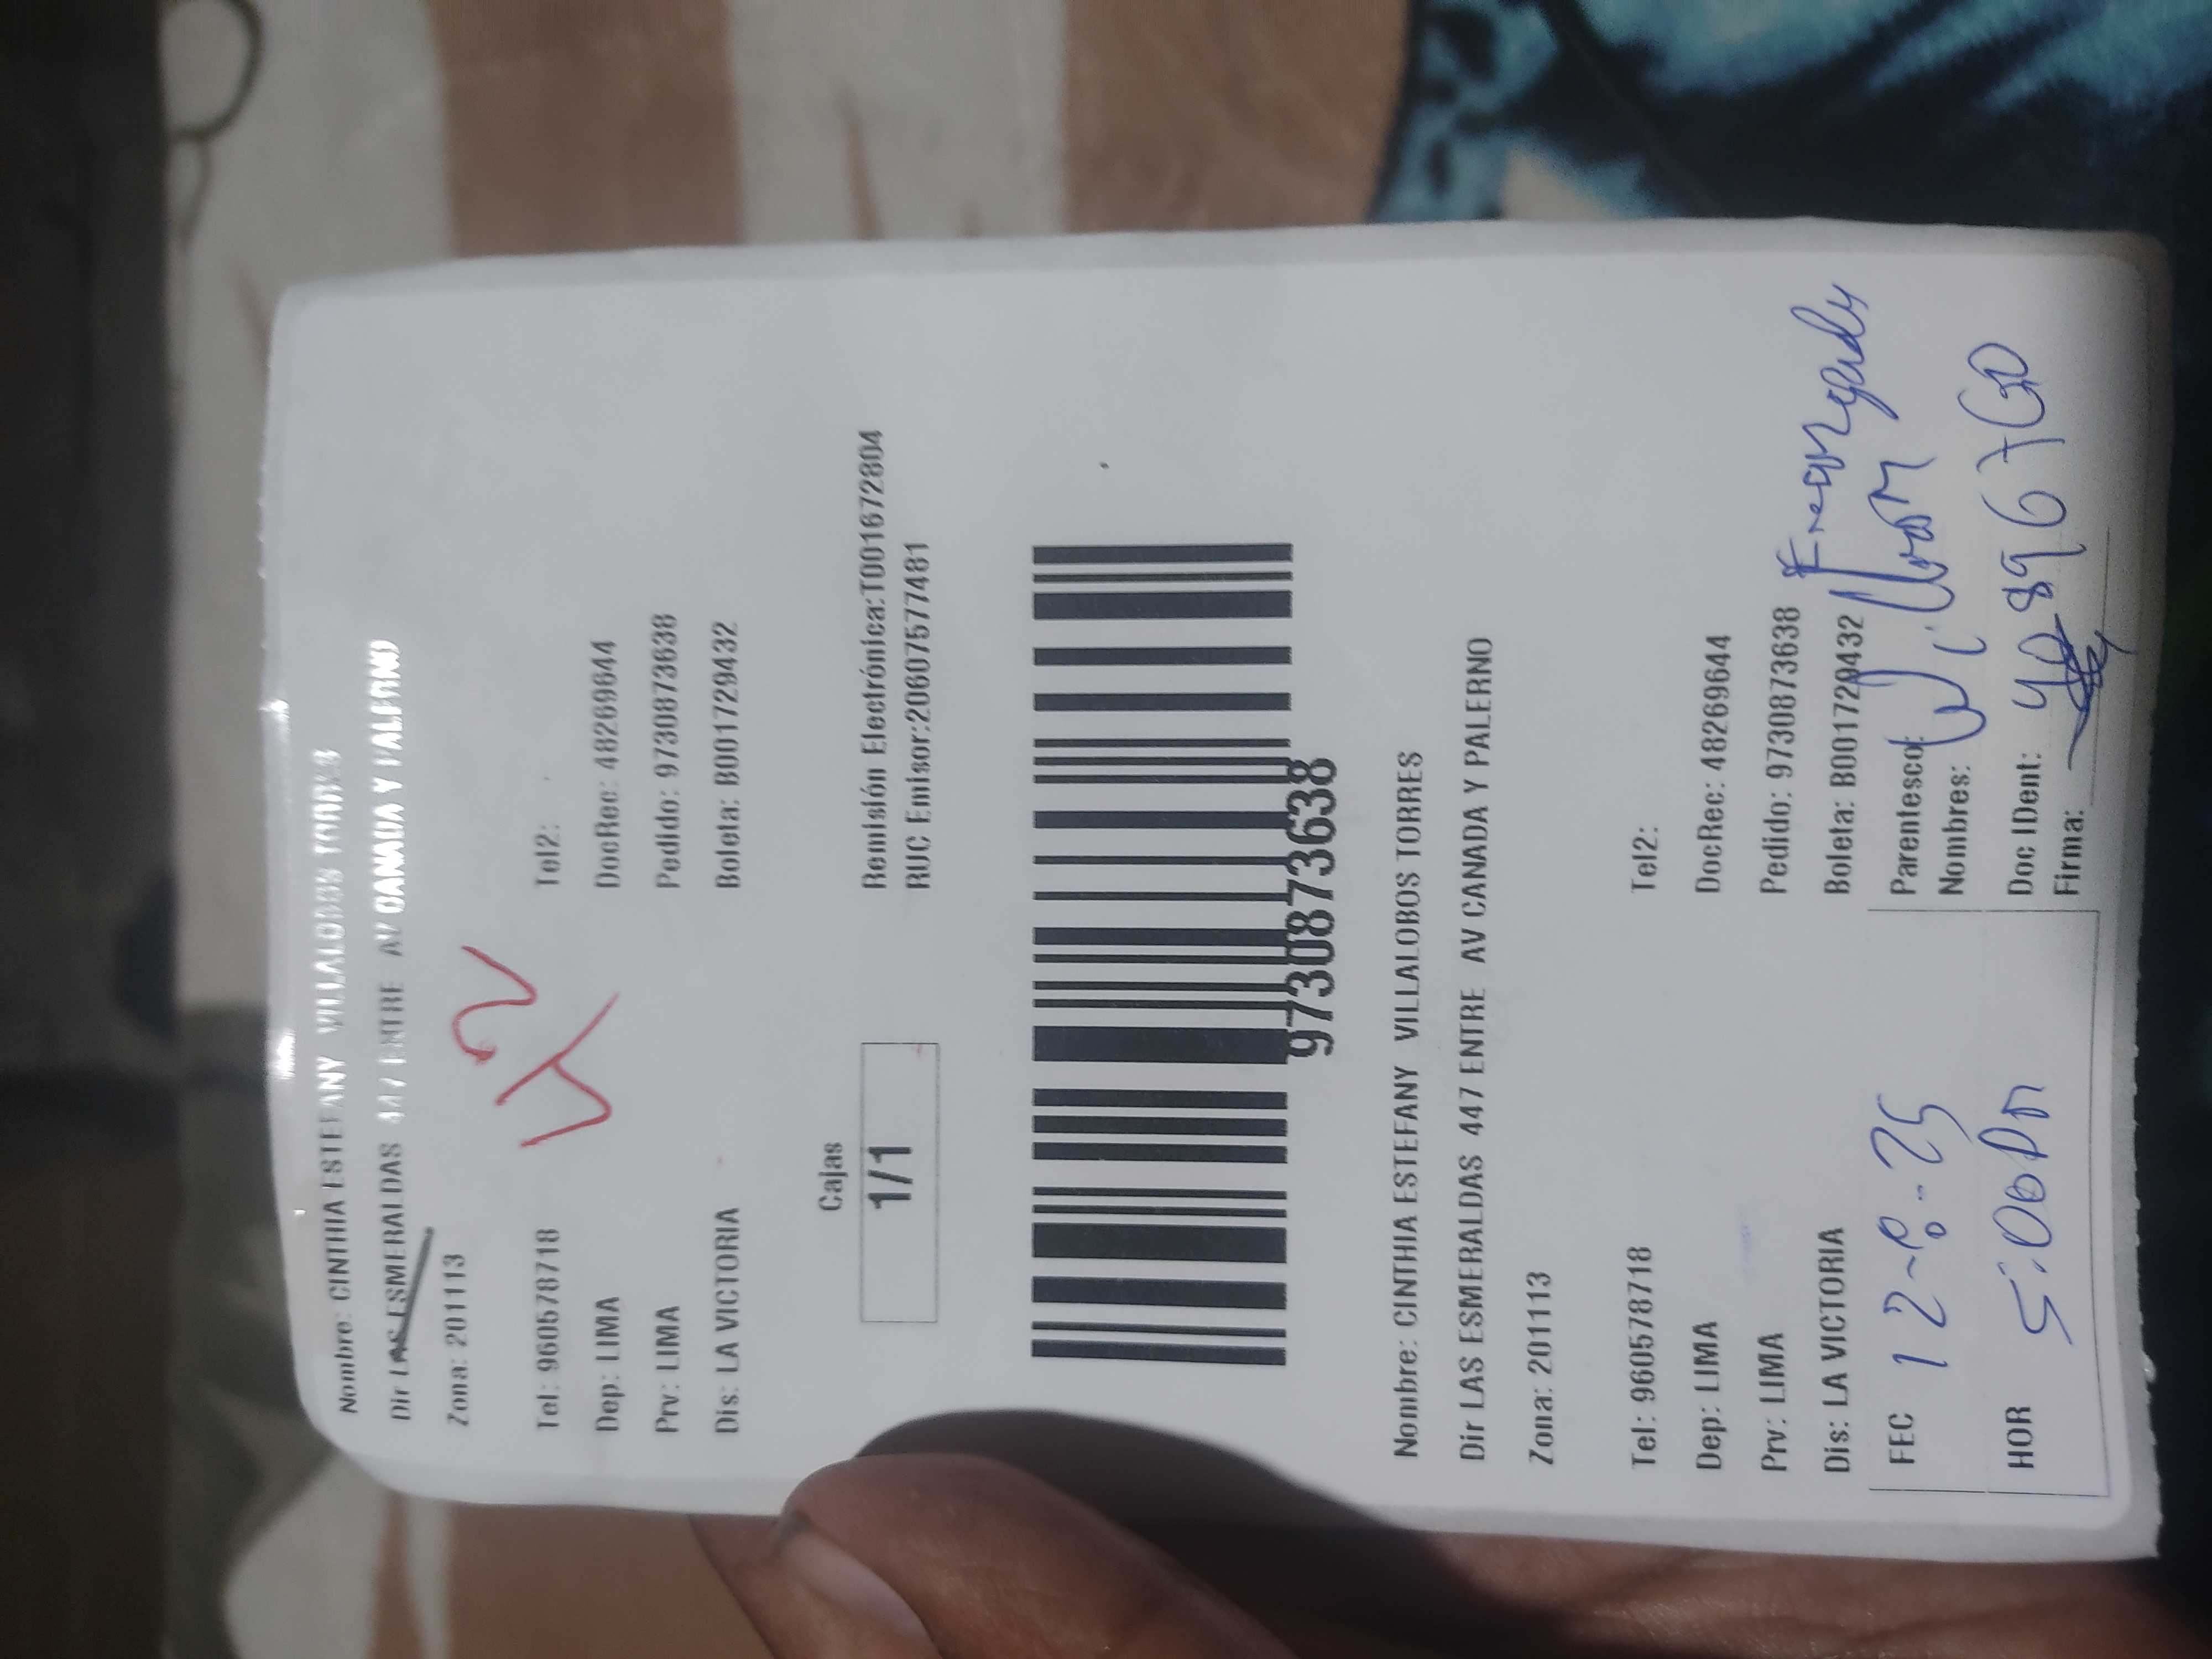 Nombre: CINTHIA ESTEFANY VILLALOBOS TORRES
Dir LAS ESMERALDAS 447 ENTRE AV CANADA Y PALERNO
Zona: 201113
Tel: 960578718 Tel2:
Dep: LIMA DocRec: 48269644
Prv: LIMA Pedido: 9730873638
Dis: LA VICTORIA Boleta: B001729432
Cajas
1/1
Remisión Electrónica:T001672804
RUC Emisor:20607577481
9730873638
Nombre: CINTHIA ESTEFANY VILLALOBOS TORRES
Dir LAS ESMERALDAS 447 ENTRE AV CANADA Y PALERNO
Zona: 201113
Tel: 960578718 Tel2:
Dep: LIMA DocRec: 48269644
Prv: LIMA Pedido: 9730873638
Dis: LA VICTORIA Boleta: B001729432
FEC Parentesco:
Nombres:
HOR 5:00PM Doc IDent:
Firma: